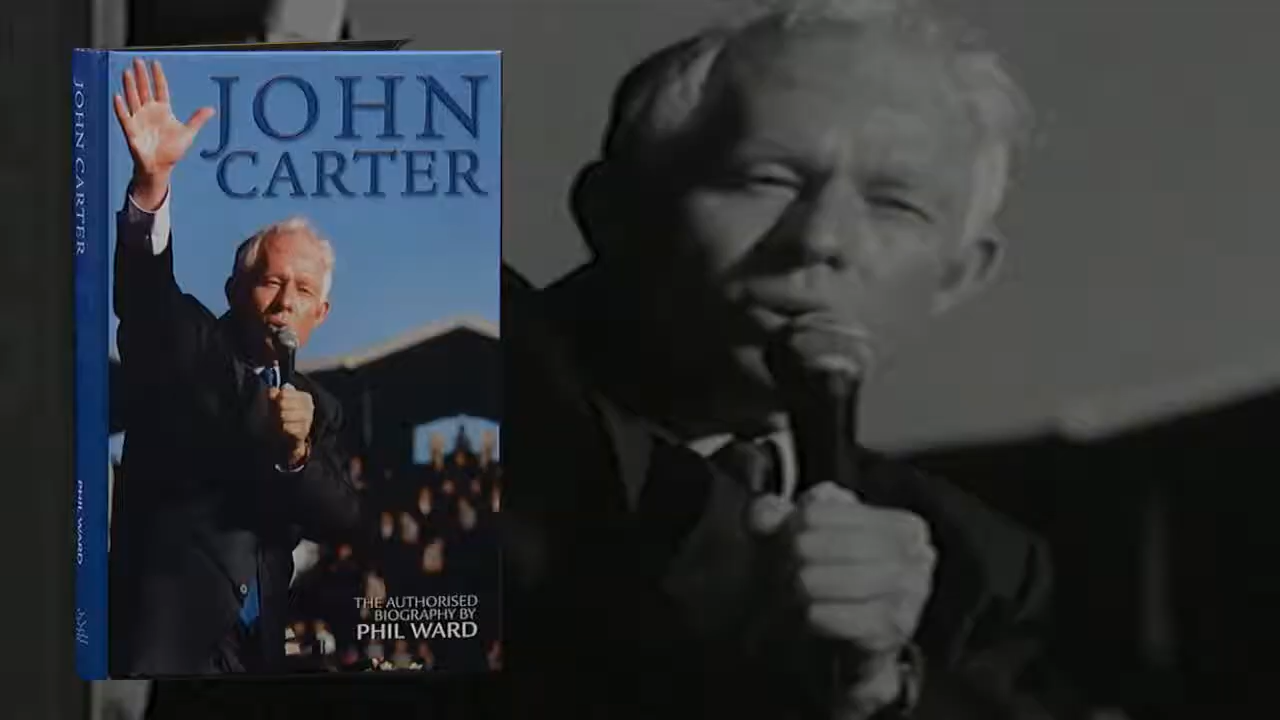 JOHN
CARTER
THE AUTHORISED
BIOGRAPHY BY
PHIL WARD
JOHN CARTER
PHIL WARD